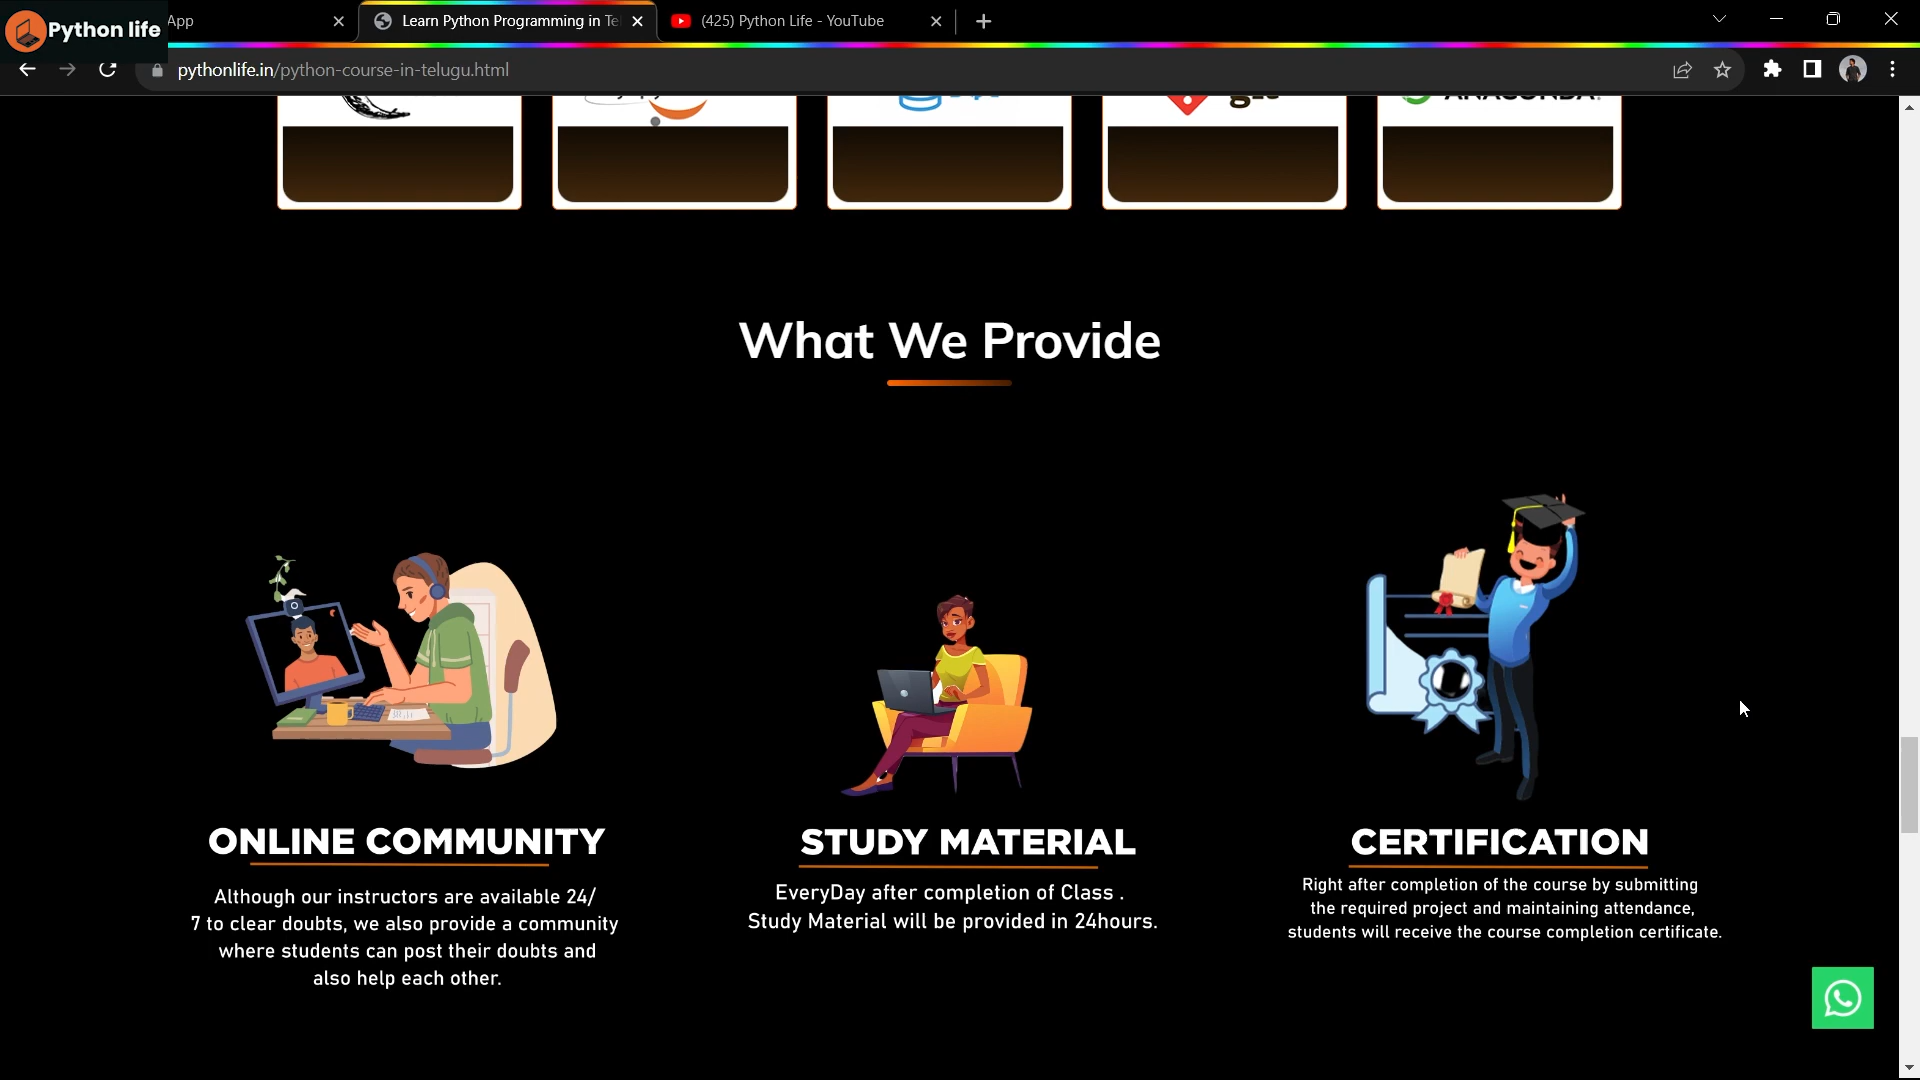 Python life
App
Learn Python Programming in Te
(425) Python Life - YouTube
pythonlife.in/python-course-in-telugu.html
git
ANACONDA.
What We Provide
ONLINE COMMUNITY
STUDY MATERIAL
CERTIFICATION
Although our instructors are available 24/
7 to clear doubts, we also provide a community
where students can post their doubts and
also help each other.
EveryDay after completion of Class .
Study Material will be provided in 24hours.
Right after completion of the course by submitting
the required project and maintaining attendance,
students will receive the course completion certificate.